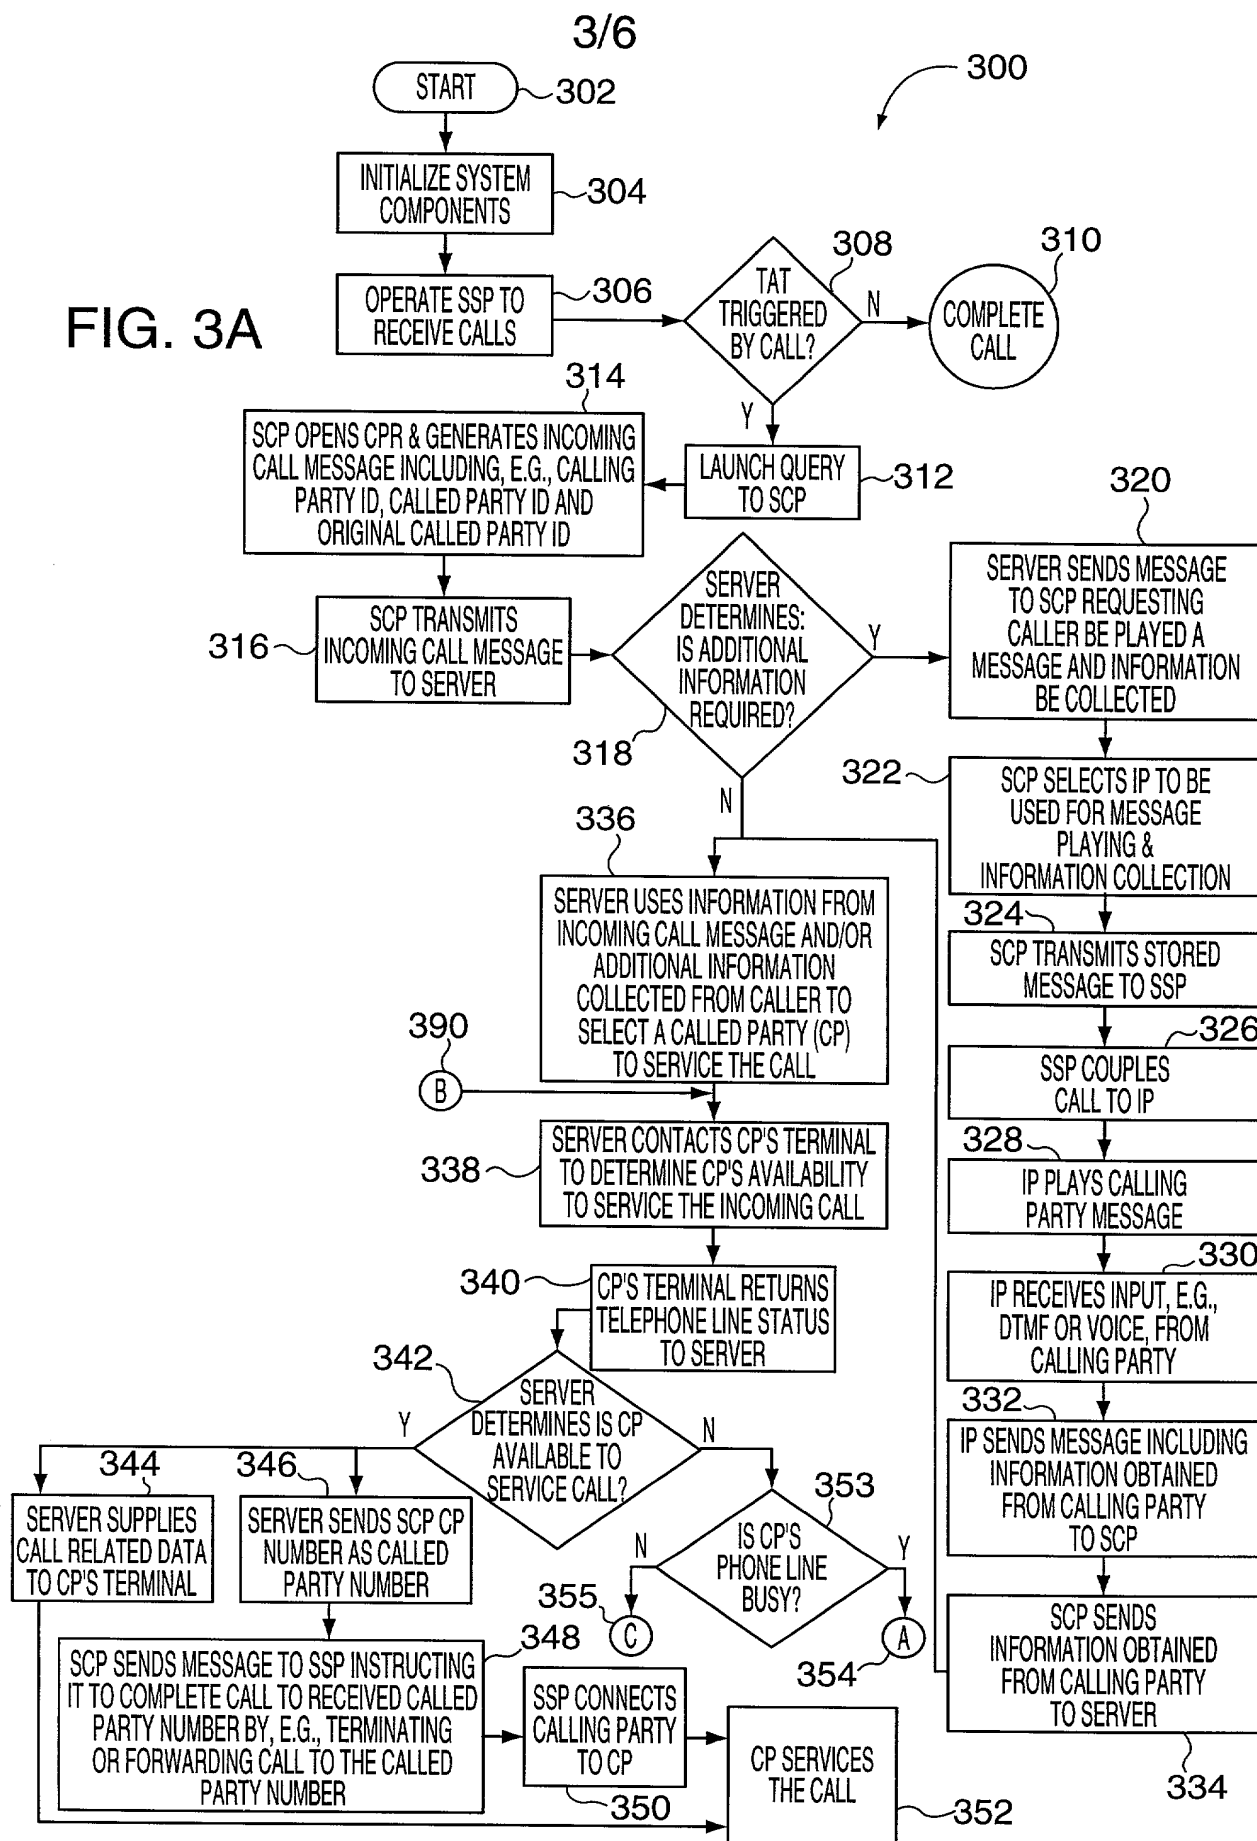 3/6
300
START
302
INITIALIZE SYSTEM
COMPONENTS
304
FIG. 3A
OPERATE SSP TO
RECEIVE CALLS
306
TAT
TRIGGERED
BY CALL?
308
N
Y
310
COMPLETE
CALL
LAUNCH QUERY
TO SCP
312
314
SCP OPENS CPR & GENERATES INCOMING
CALL MESSAGE INCLUDING, E.G., CALLING
PARTY ID, CALLED PARTY ID AND
ORIGINAL CALLED PARTY ID
316
SCP TRANSMITS
INCOMING CALL MESSAGE
TO SERVER
SERVER
DETERMINES:
IS ADDITIONAL
INFORMATION
REQUIRED?
318
Y
N
320
SERVER SENDS MESSAGE
TO SCP REQUESTING
CALLER BE PLAYED A
MESSAGE AND INFORMATION
BE COLLECTED
322
SCP SELECTS IP TO BE
USED FOR MESSAGE
PLAYING &
INFORMATION COLLECTION
324
SCP TRANSMITS STORED
MESSAGE TO SSP
326
SSP COUPLES
CALL TO IP
328
IP PLAYS CALLING
PARTY MESSAGE
330
IP RECEIVES INPUT, E.G.,
DTMF OR VOICE, FROM
CALLING PARTY
332
IP SENDS MESSAGE INCLUDING
INFORMATION OBTAINED
FROM CALLING PARTY
TO SCP
SCP SENDS
INFORMATION OBTAINED
FROM CALLING PARTY
TO SERVER
334
336
SERVER USES INFORMATION FROM
INCOMING CALL MESSAGE AND/OR
ADDITIONAL INFORMATION
COLLECTED FROM CALLER TO
SELECT A CALLED PARTY (CP)
TO SERVICE THE CALL
390
B
338
SERVER CONTACTS CP'S TERMINAL
TO DETERMINE CP'S AVAILABILITY
TO SERVICE THE INCOMING CALL
340
CP'S TERMINAL RETURNS
TELEPHONE LINE STATUS
TO SERVER
342
SERVER
DETERMINES IS CP
AVAILABLE TO
SERVICE CALL?
Y
N
344
SERVER SUPPLIES
CALL RELATED DATA
TO CP'S TERMINAL
346
SERVER SENDS SCP CP
NUMBER AS CALLED
PARTY NUMBER
353
IS CP'S
PHONE LINE
BUSY?
N
Y
355
C
A
354
348
SCP SENDS MESSAGE TO SSP INSTRUCTING
IT TO COMPLETE CALL TO RECEIVED CALLED
PARTY NUMBER BY, E.G., TERMINATING
OR FORWARDING CALL TO THE CALLED
PARTY NUMBER
SSP CONNECTS
CALLING PARTY
TO CP
350
CP SERVICES
THE CALL
352